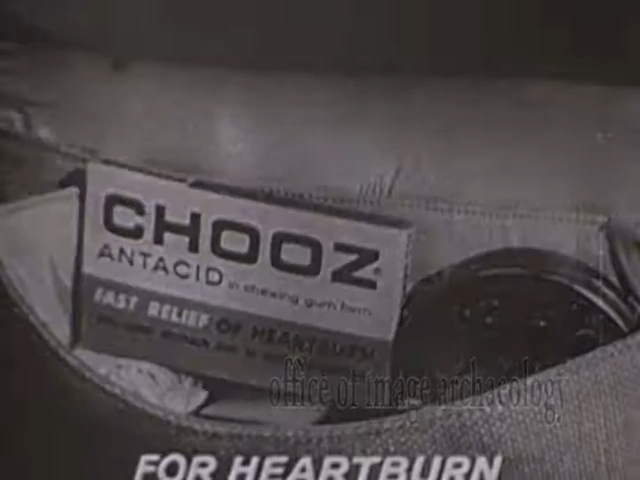 CHOOZ®
ANTACID in chewing gum form
FAST RELIEF OF HEARTBURN
office of image archaeology
FOR HEARTBURN